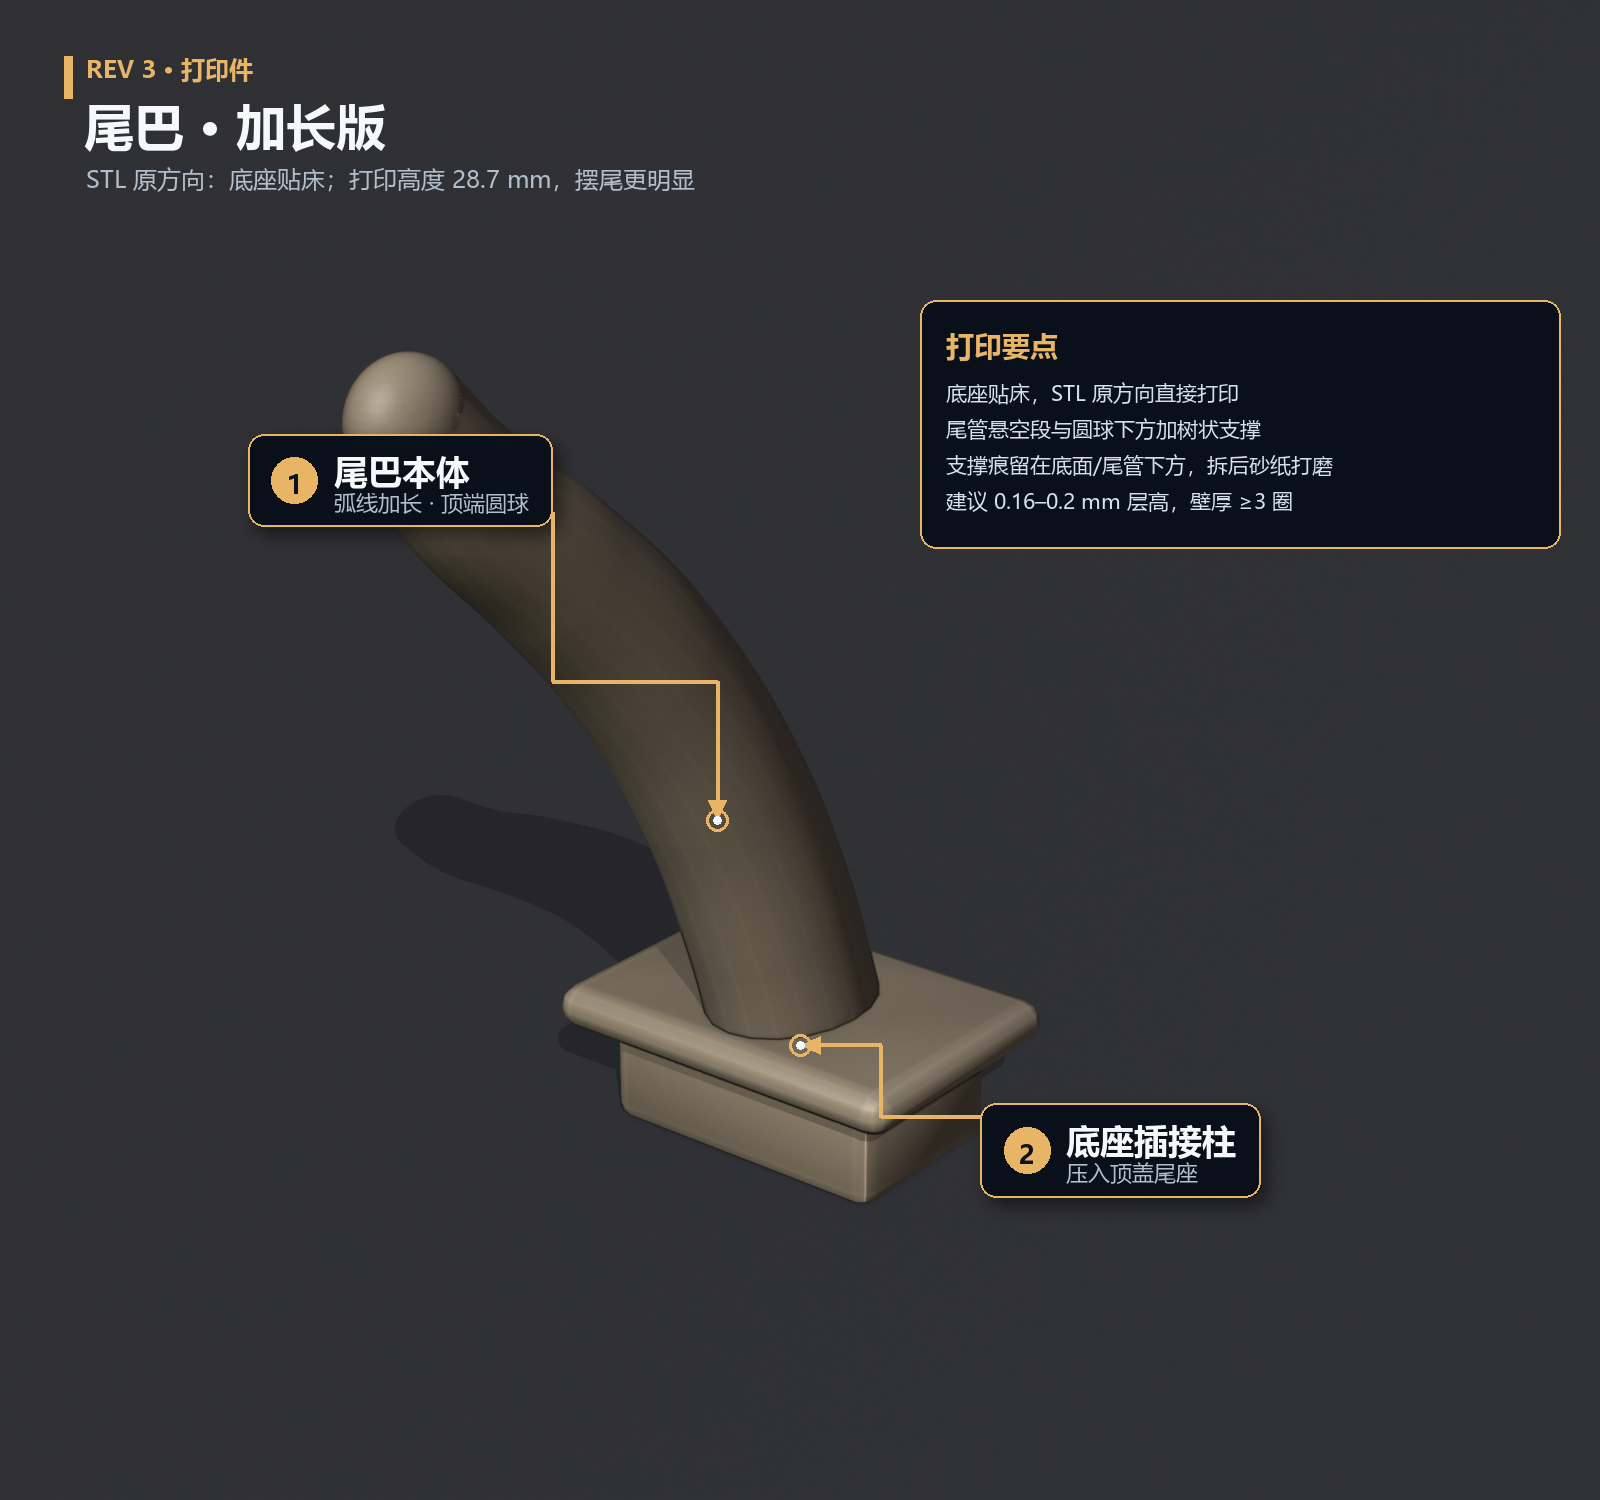 REV 3 • 打印件
尾巴 • 加长版
STL 原方向：底座贴床；打印高度 28.7 mm，摆尾更明显
打印要点
底座贴床，STL 原方向直接打印
尾管悬空段与圆球下方加树状支撑
支撑痕留在底面/尾管下方，拆后砂纸打磨
建议 0.16–0.2 mm 层高，壁厚 ≥3 圈
1
尾巴本体
弧线加长 · 顶端圆球
2
底座插接柱
压入顶盖尾座